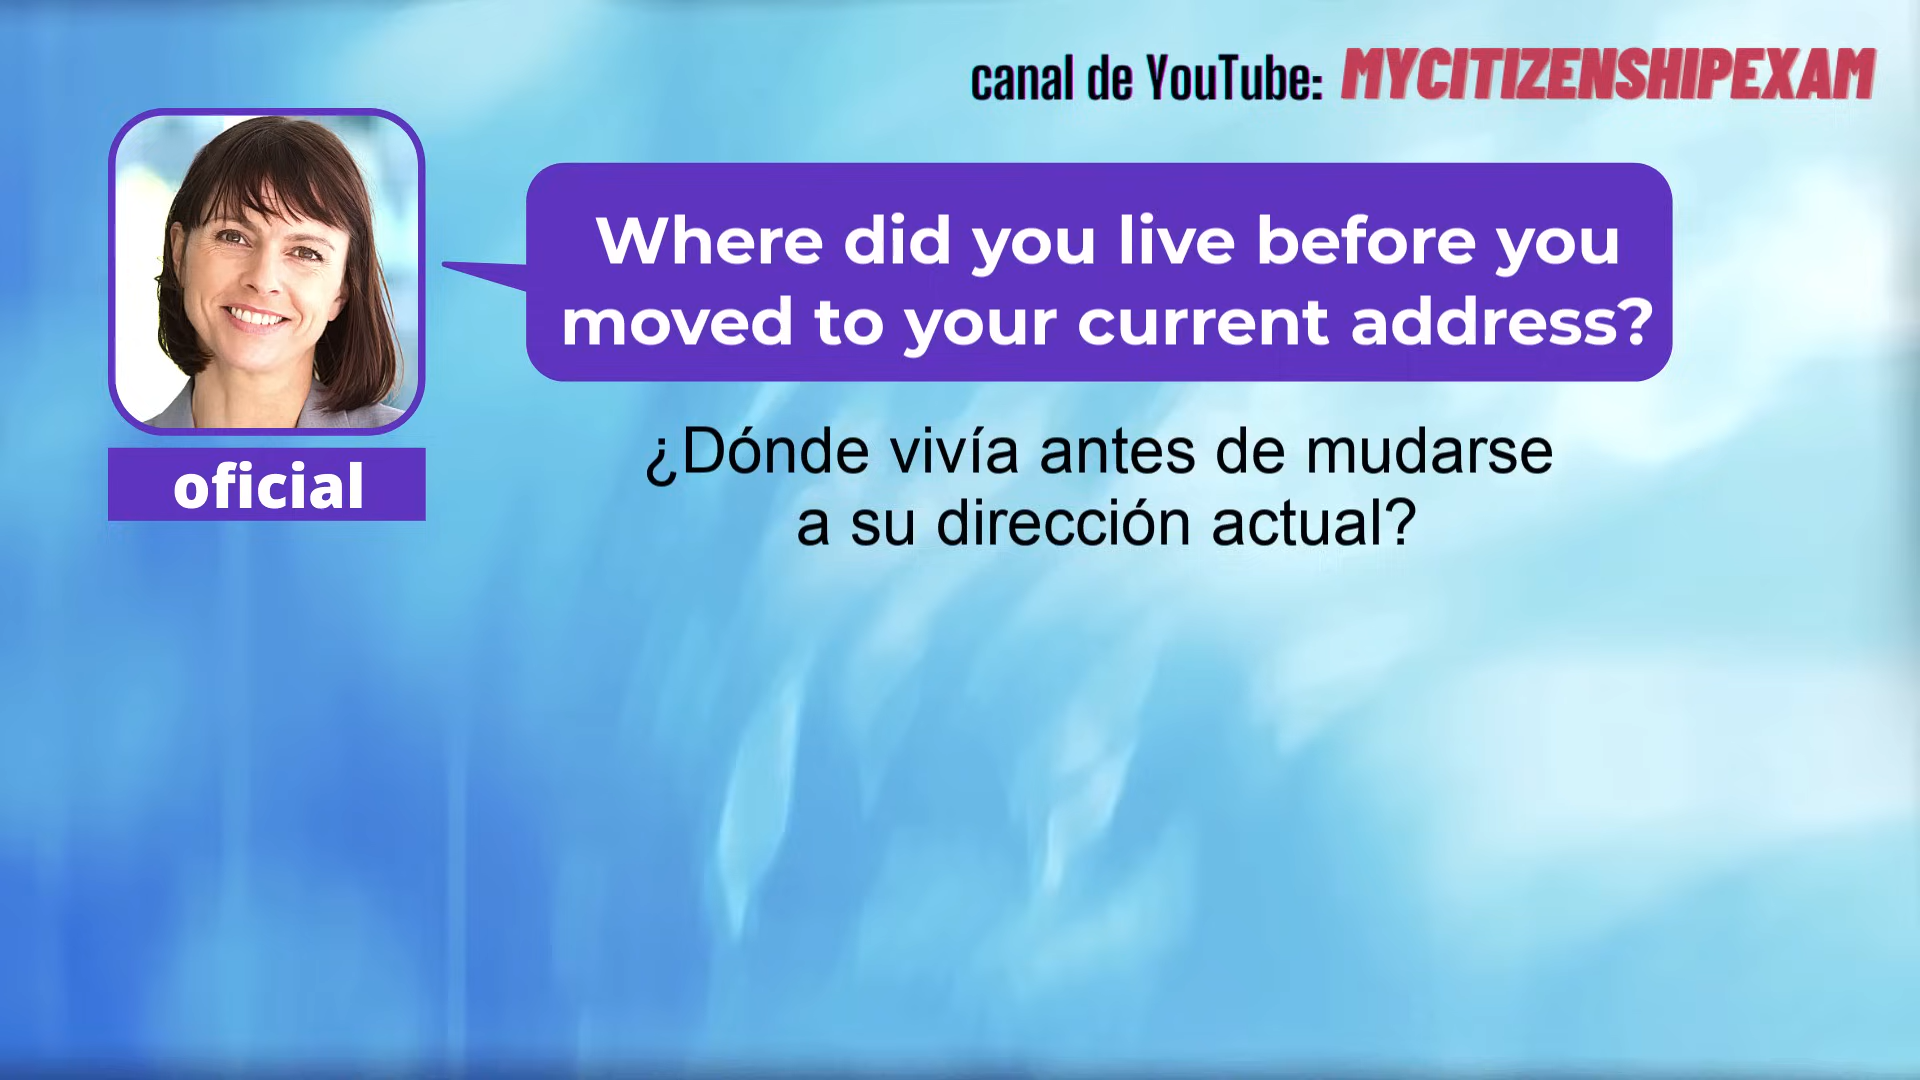 canal de YouTube: MYCITIZENSHIPEXAM
Where did you live before you
moved to your current address?
oficial
¿Dónde vivía antes de mudarse
a su dirección actual?